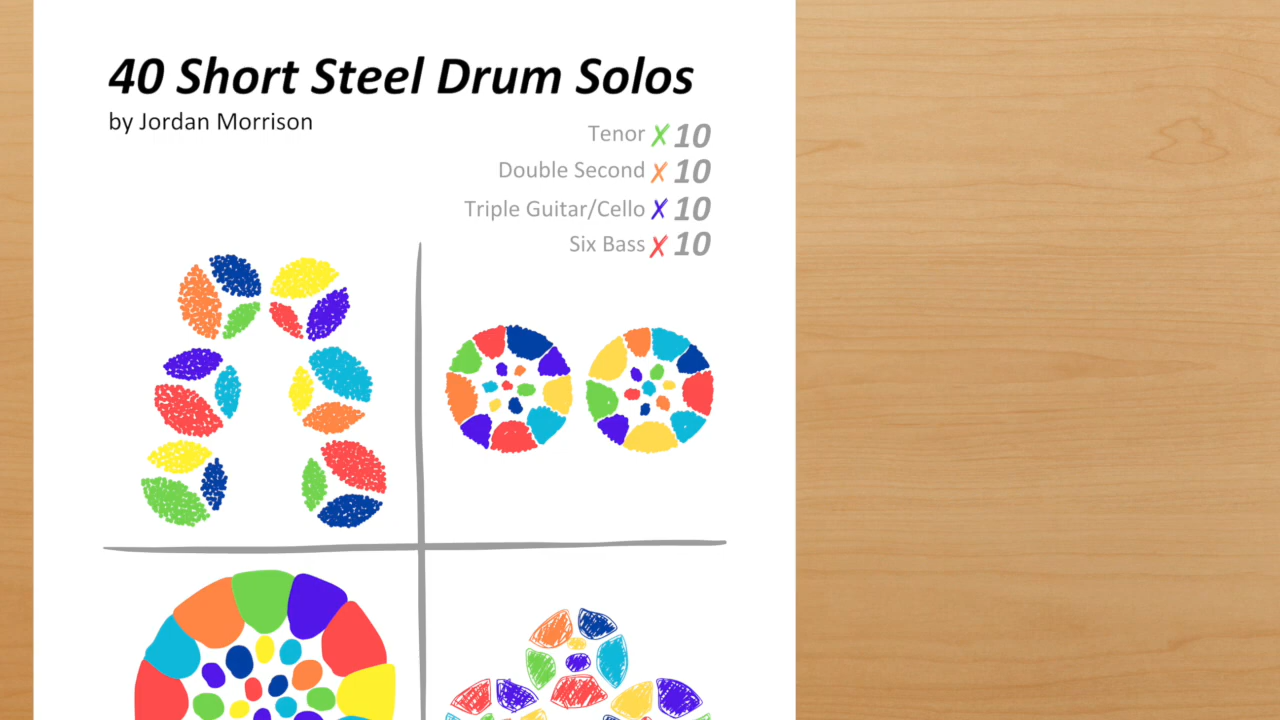 40 Short Steel Drum Solos
by Jordan Morrison
Tenor X 10
Double Second X 10
Triple Guitar/Cello X 10
Six Bass X 10